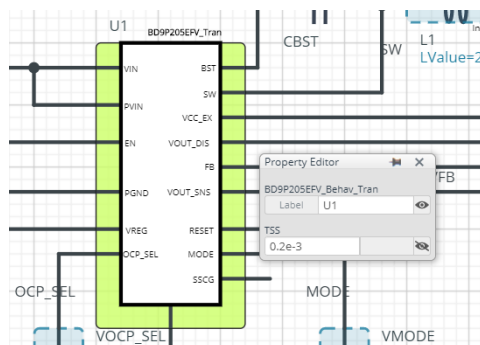 U1
BD9P205EFV_Tran
CBST
SW
L1
LValue=2
in
VIN
BST
PVIN
SW
VCC_EX
EN
VOUT_DIS
FB
PGND
VOUT_SNS
VREG
RESET
OCP_SEL
MODE
SSCG
Property Editor
BD9P205EFV_Behav_Tran
Label
U1
TSS
0.2e-3
FB
OCP_SEL
MODE
VOCP_SEL
VMODE